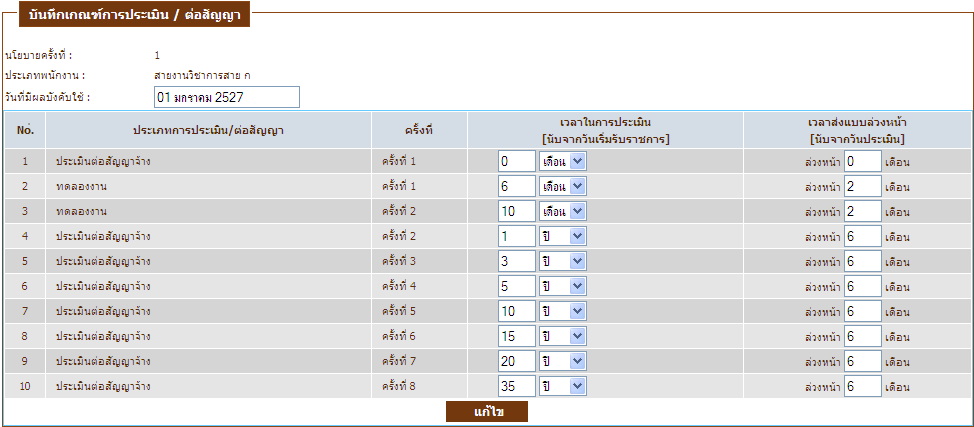 บันทึกเกณฑ์การประเมิน / ต่อสัญญา
นโยบายครั้งที่ : 1
ประเภทพนักงาน : สายงานวิชาการสาย ก
วันที่มีผลบังคับใช้ : 01 มกราคม 2527
No. ประเภทการประเมิน/ต่อสัญญา ครั้งที่ เวลาในการประเมิน [นับจากวันเริ่มรับราชการ] เวลาส่งแบบล่วงหน้า [นับจากวันประเมิน]
1 ประเมินต่อสัญญาจ้าง ครั้งที่ 1 0 เดือน ล่วงหน้า 0 เดือน
2 ทดลองงาน ครั้งที่ 1 6 เดือน ล่วงหน้า 2 เดือน
3 ทดลองงาน ครั้งที่ 2 10 เดือน ล่วงหน้า 2 เดือน
4 ประเมินต่อสัญญาจ้าง ครั้งที่ 2 1 ปี ล่วงหน้า 6 เดือน
5 ประเมินต่อสัญญาจ้าง ครั้งที่ 3 3 ปี ล่วงหน้า 6 เดือน
6 ประเมินต่อสัญญาจ้าง ครั้งที่ 4 5 ปี ล่วงหน้า 6 เดือน
7 ประเมินต่อสัญญาจ้าง ครั้งที่ 5 10 ปี ล่วงหน้า 6 เดือน
8 ประเมินต่อสัญญาจ้าง ครั้งที่ 6 15 ปี ล่วงหน้า 6 เดือน
9 ประเมินต่อสัญญาจ้าง ครั้งที่ 7 20 ปี ล่วงหน้า 6 เดือน
10 ประเมินต่อสัญญาจ้าง ครั้งที่ 8 35 ปี ล่วงหน้า 6 เดือน
แก้ไข